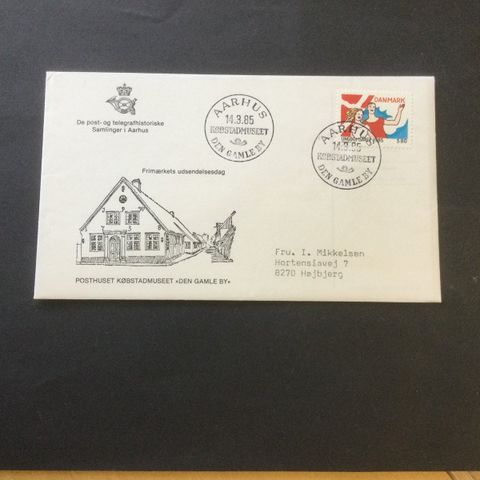 De post- og telegrafhistoriske
Samlinger i Aarhus
AARHUS
14.3.85
KØBSTADMUSEET
DEN GAMLE BY
DANMARK
AARHUS
14.3.85
KØBSTADMUSEET
DEN GAMLE BY
Frimærkets udsendelsesdag
POSTHUSET KØBSTADMUSEET »DEN GAMLE BY«
Fru. I. Mikkelsen
Hortensiavej 7
8270 Højbjerg